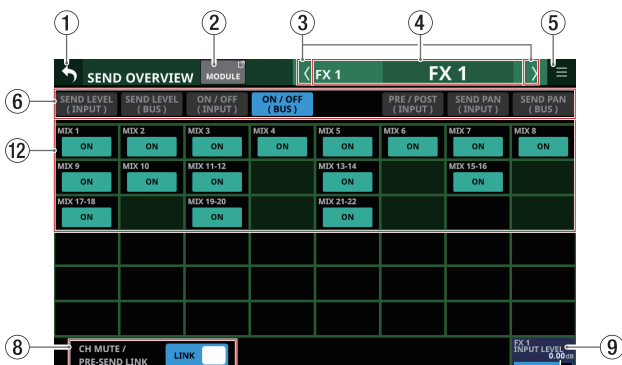 1
2
3
4
5
SEND OVERVIEW
MODULE
FX 1
FX 1
6
SEND LEVEL
( INPUT )
SEND LEVEL
( BUS )
ON / OFF
( INPUT )
ON / OFF
( BUS )
PRE / POST
( INPUT )
SEND PAN
( INPUT )
SEND PAN
( BUS )
12
MIX 1
MIX 2
MIX 3
MIX 4
MIX 5
MIX 6
MIX 7
MIX 8
ON
ON
ON
ON
ON
ON
ON
ON
MIX 9
MIX 10
MIX 11-12
MIX 13-14
MIX 15-16
ON
ON
ON
ON
ON
MIX 17-18
MIX 19-20
MIX 21-22
ON
ON
ON
8
CH MUTE /
PRE-SEND LINK
LINK
FX 1
INPUT LEVEL
0.00dB
9